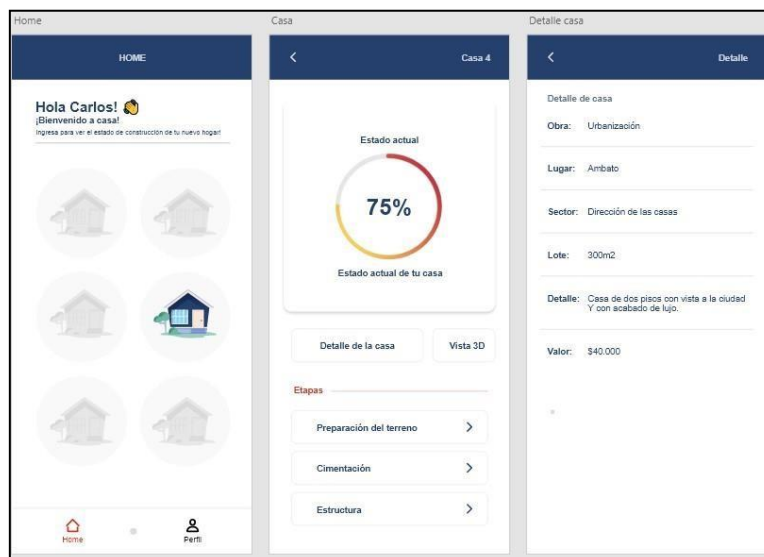 Home
HOME
Hola Carlos!
¡Bienvenido a casa!
Ingresa para ver el estado de construcción de tu nuevo hogar!
Home
Perfil
Casa
Casa 4
Estado actual
75%
Estado actual de tu casa
Detalle de la casa
Vista 3D
Etapas
Preparación del terreno
Cimentación
Estructura
Detalle casa
Detalle
Detalle de casa
Obra: Urbanización
Lugar: Ambato
Sector: Dirección de las casas
Lote: 300m2
Detalle: Casa de dos pisos con vista a la ciudad
Y con acabado de lujo.
Valor: $40.000